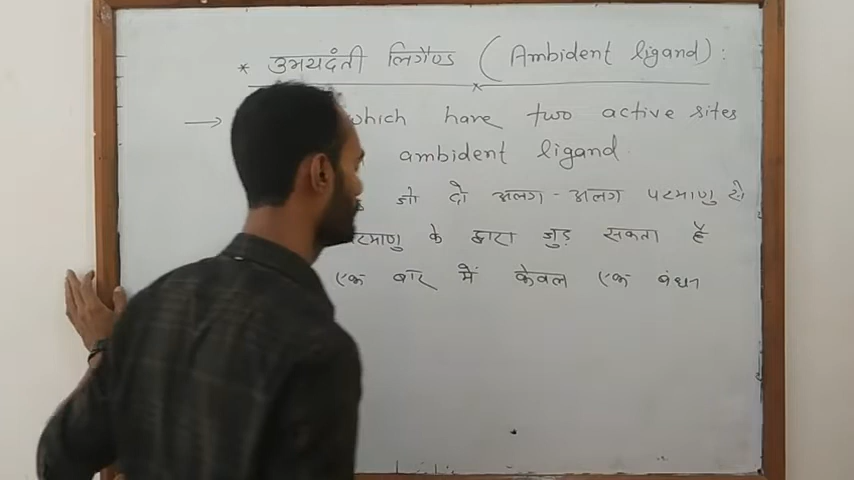 * उभयदंती लिगैण्ड (Ambident ligand):
→ which have two active sites
ambident ligand
जो दो अलग-अलग परमाणु से
परमाणु के द्वारा जुड़ सकता है
एक बार में केवल एक बंधन